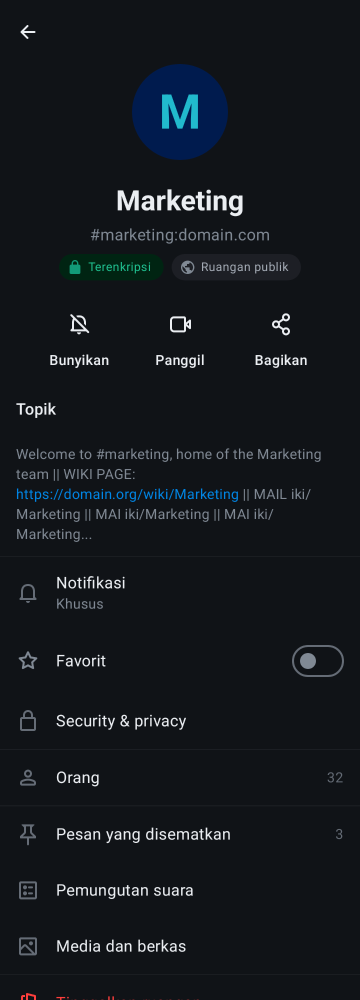 M
Marketing
#marketing:domain.com
Terenkripsi
Ruangan publik
Bunyikan
Panggil
Bagikan
Topik
Welcome to #marketing, home of the Marketing
team || WIKI PAGE:
https://domain.org/wiki/Marketing || MAIL iki/
Marketing || MAI iki/Marketing || MAI iki/
Marketing...
Notifikasi
Khusus
Favorit
Security & privacy
Orang
32
Pesan yang disematkan
3
Pemungutan suara
Media dan berkas